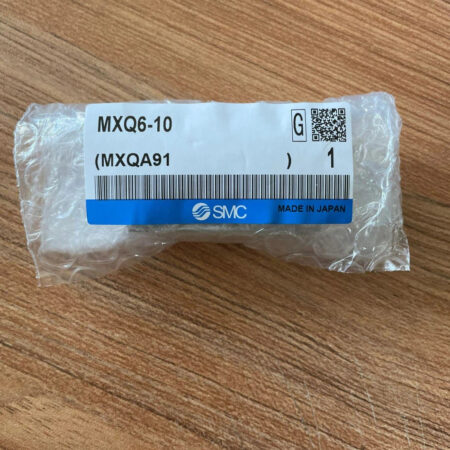 MXQ6-10 G
(MXQA91 ) 1
SMC MADE IN JAPAN